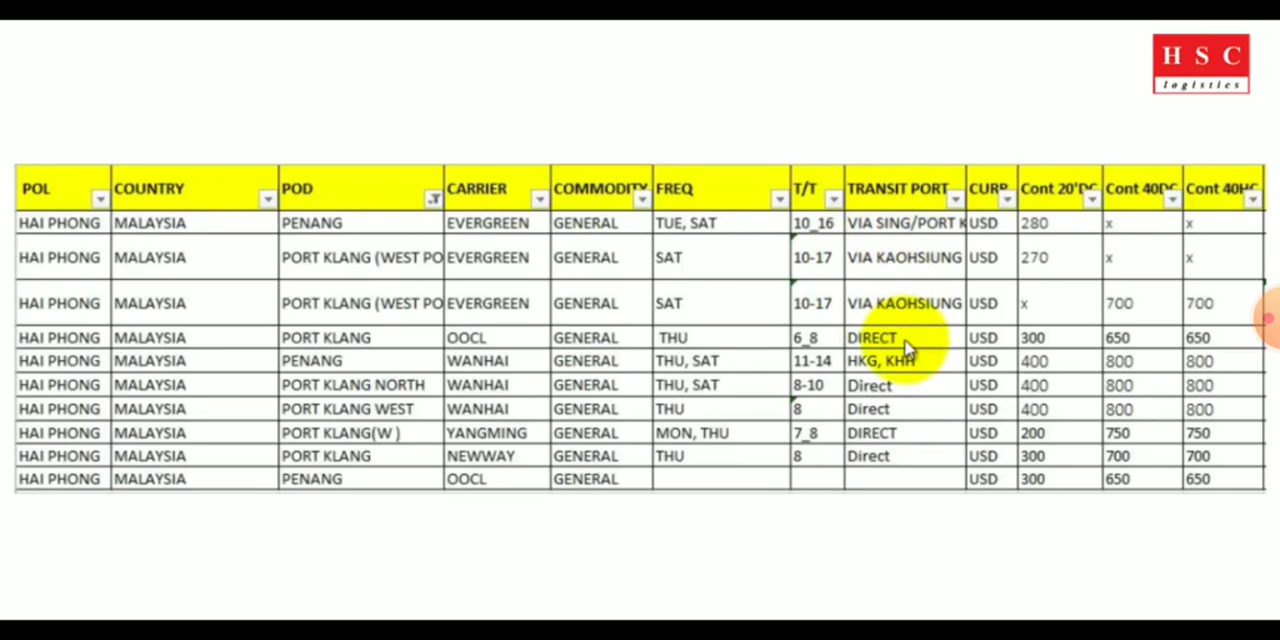 H S C
logistics
POL COUNTRY POD CARRIER COMMODITY FREQ T/T TRANSIT PORT CURR Cont 20'DC Cont 40DC Cont 40HC
HAI PHONG MALAYSIA PENANG EVERGREEN GENERAL TUE, SAT 10_16 VIA SING/PORT K USD 280 x x
HAI PHONG MALAYSIA PORT KLANG (WEST PO EVERGREEN GENERAL SAT 10-17 VIA KAOHSIUNG USD 270 x x
HAI PHONG MALAYSIA PORT KLANG (WEST PO EVERGREEN GENERAL SAT 10-17 VIA KAOHSIUNG USD x 700 700
HAI PHONG MALAYSIA PORT KLANG OOCL GENERAL THU 6_8 DIRECT USD 300 650 650
HAI PHONG MALAYSIA PENANG WANHAI GENERAL THU, SAT 11-14 HKG, KHH USD 400 800 800
HAI PHONG MALAYSIA PORT KLANG NORTH WANHAI GENERAL THU, SAT 8-10 Direct USD 400 800 800
HAI PHONG MALAYSIA PORT KLANG WEST WANHAI GENERAL THU 8 Direct USD 400 800 800
HAI PHONG MALAYSIA PORT KLANG(W ) YANGMING GENERAL MON, THU 7_8 DIRECT USD 200 750 750
HAI PHONG MALAYSIA PORT KLANG NEWWAY GENERAL THU 8 Direct USD 300 700 700
HAI PHONG MALAYSIA PENANG OOCL GENERAL USD 300 650 650